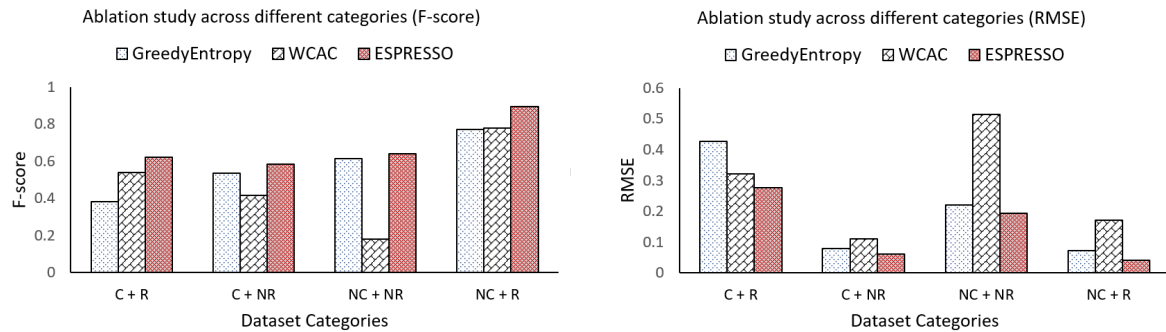 Ablation study across different categories (F-score)
GreedyEntropy WCAC ESPRESSO
1
0.8
0.6
0.4
0.2
0
F-score
C + R C + NR NC + NR NC + R
Dataset Categories
Ablation study across different categories (RMSE)
GreedyEntropy WCAC ESPRESSO
0.6
0.5
0.4
0.3
0.2
0.1
0
RMSE
C + R C + NR NC + NR NC + R
Dataset Categories